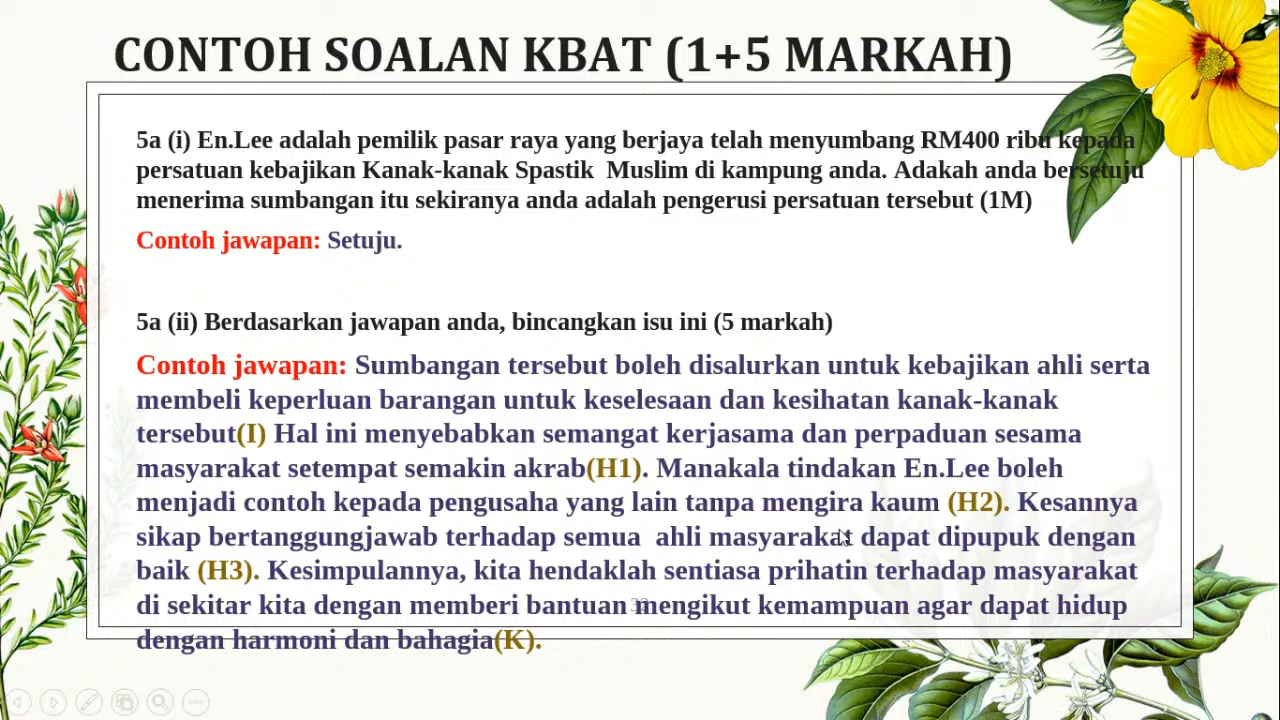 CONTOH SOALAN KBAT (1+5 MARKAH)
5a (i) En.Lee adalah pemilik pasar raya yang berjaya telah menyumbang RM400 ribu kepada
persatuan kebajikan Kanak-kanak Spastik  Muslim di kampung anda. Adakah anda bersetuju
menerima sumbangan itu sekiranya anda adalah pengerusi persatuan tersebut (1M)
Contoh jawapan: Setuju.
5a (ii) Berdasarkan jawapan anda, bincangkan isu ini (5 markah)
Contoh jawapan: Sumbangan tersebut boleh disalurkan untuk kebajikan ahli serta
membeli keperluan barangan untuk keselesaan dan kesihatan kanak-kanak
tersebut(I) Hal ini menyebabkan semangat kerjasama dan perpaduan sesama
masyarakat setempat semakin akrab(H1). Manakala tindakan En.Lee boleh
menjadi contoh kepada pengusaha yang lain tanpa mengira kaum (H2). Kesannya
sikap bertanggungjawab terhadap semua  ahli masyarakat dapat dipupuk dengan
baik (H3). Kesimpulannya, kita hendaklah sentiasa prihatin terhadap masyarakat
di sekitar kita dengan memberi bantuan mengikut kemampuan agar dapat hidup
dengan harmoni dan bahagia(K).